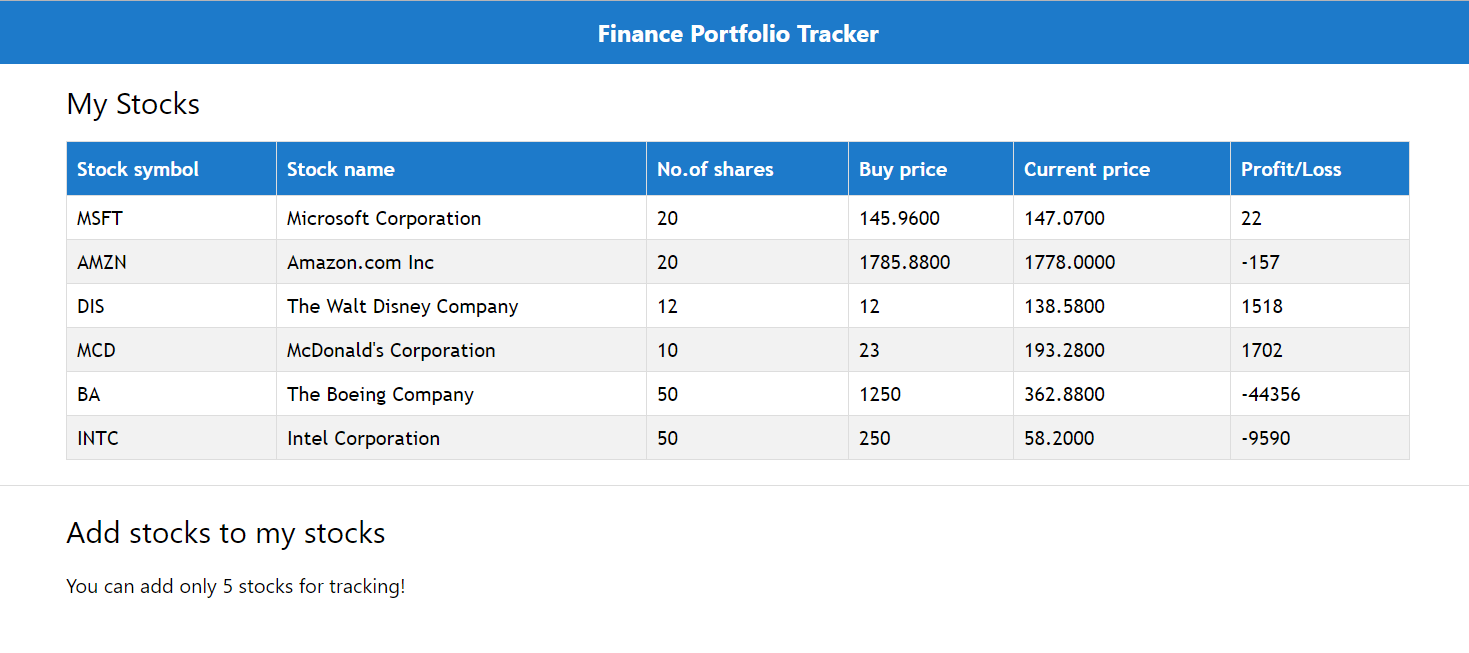 Finance Portfolio Tracker
My Stocks
Stock symbol Stock name No.of shares Buy price Current price Profit/Loss
MSFT Microsoft Corporation 20 145.9600 147.0700 22
AMZN Amazon.com Inc 20 1785.8800 1778.0000 -157
DIS The Walt Disney Company 12 12 138.5800 1518
MCD McDonald's Corporation 10 23 193.2800 1702
BA The Boeing Company 50 1250 362.8800 -44356
INTC Intel Corporation 50 250 58.2000 -9590
Add stocks to my stocks
You can add only 5 stocks for tracking!